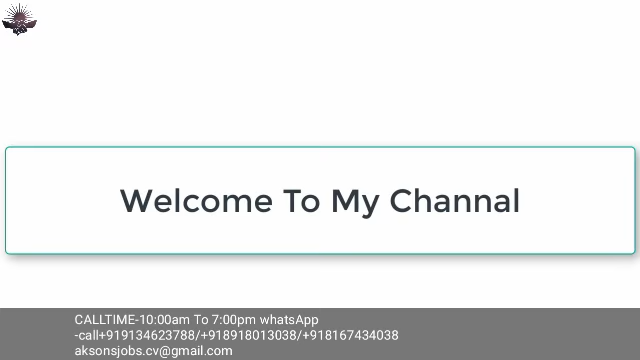 Welcome To My Channal
CALLTIME-10:00am To 7:00pm whatsApp
-call+919134623788/+918918013038/+918167434038
aksonsjobs.cv@gmail.com